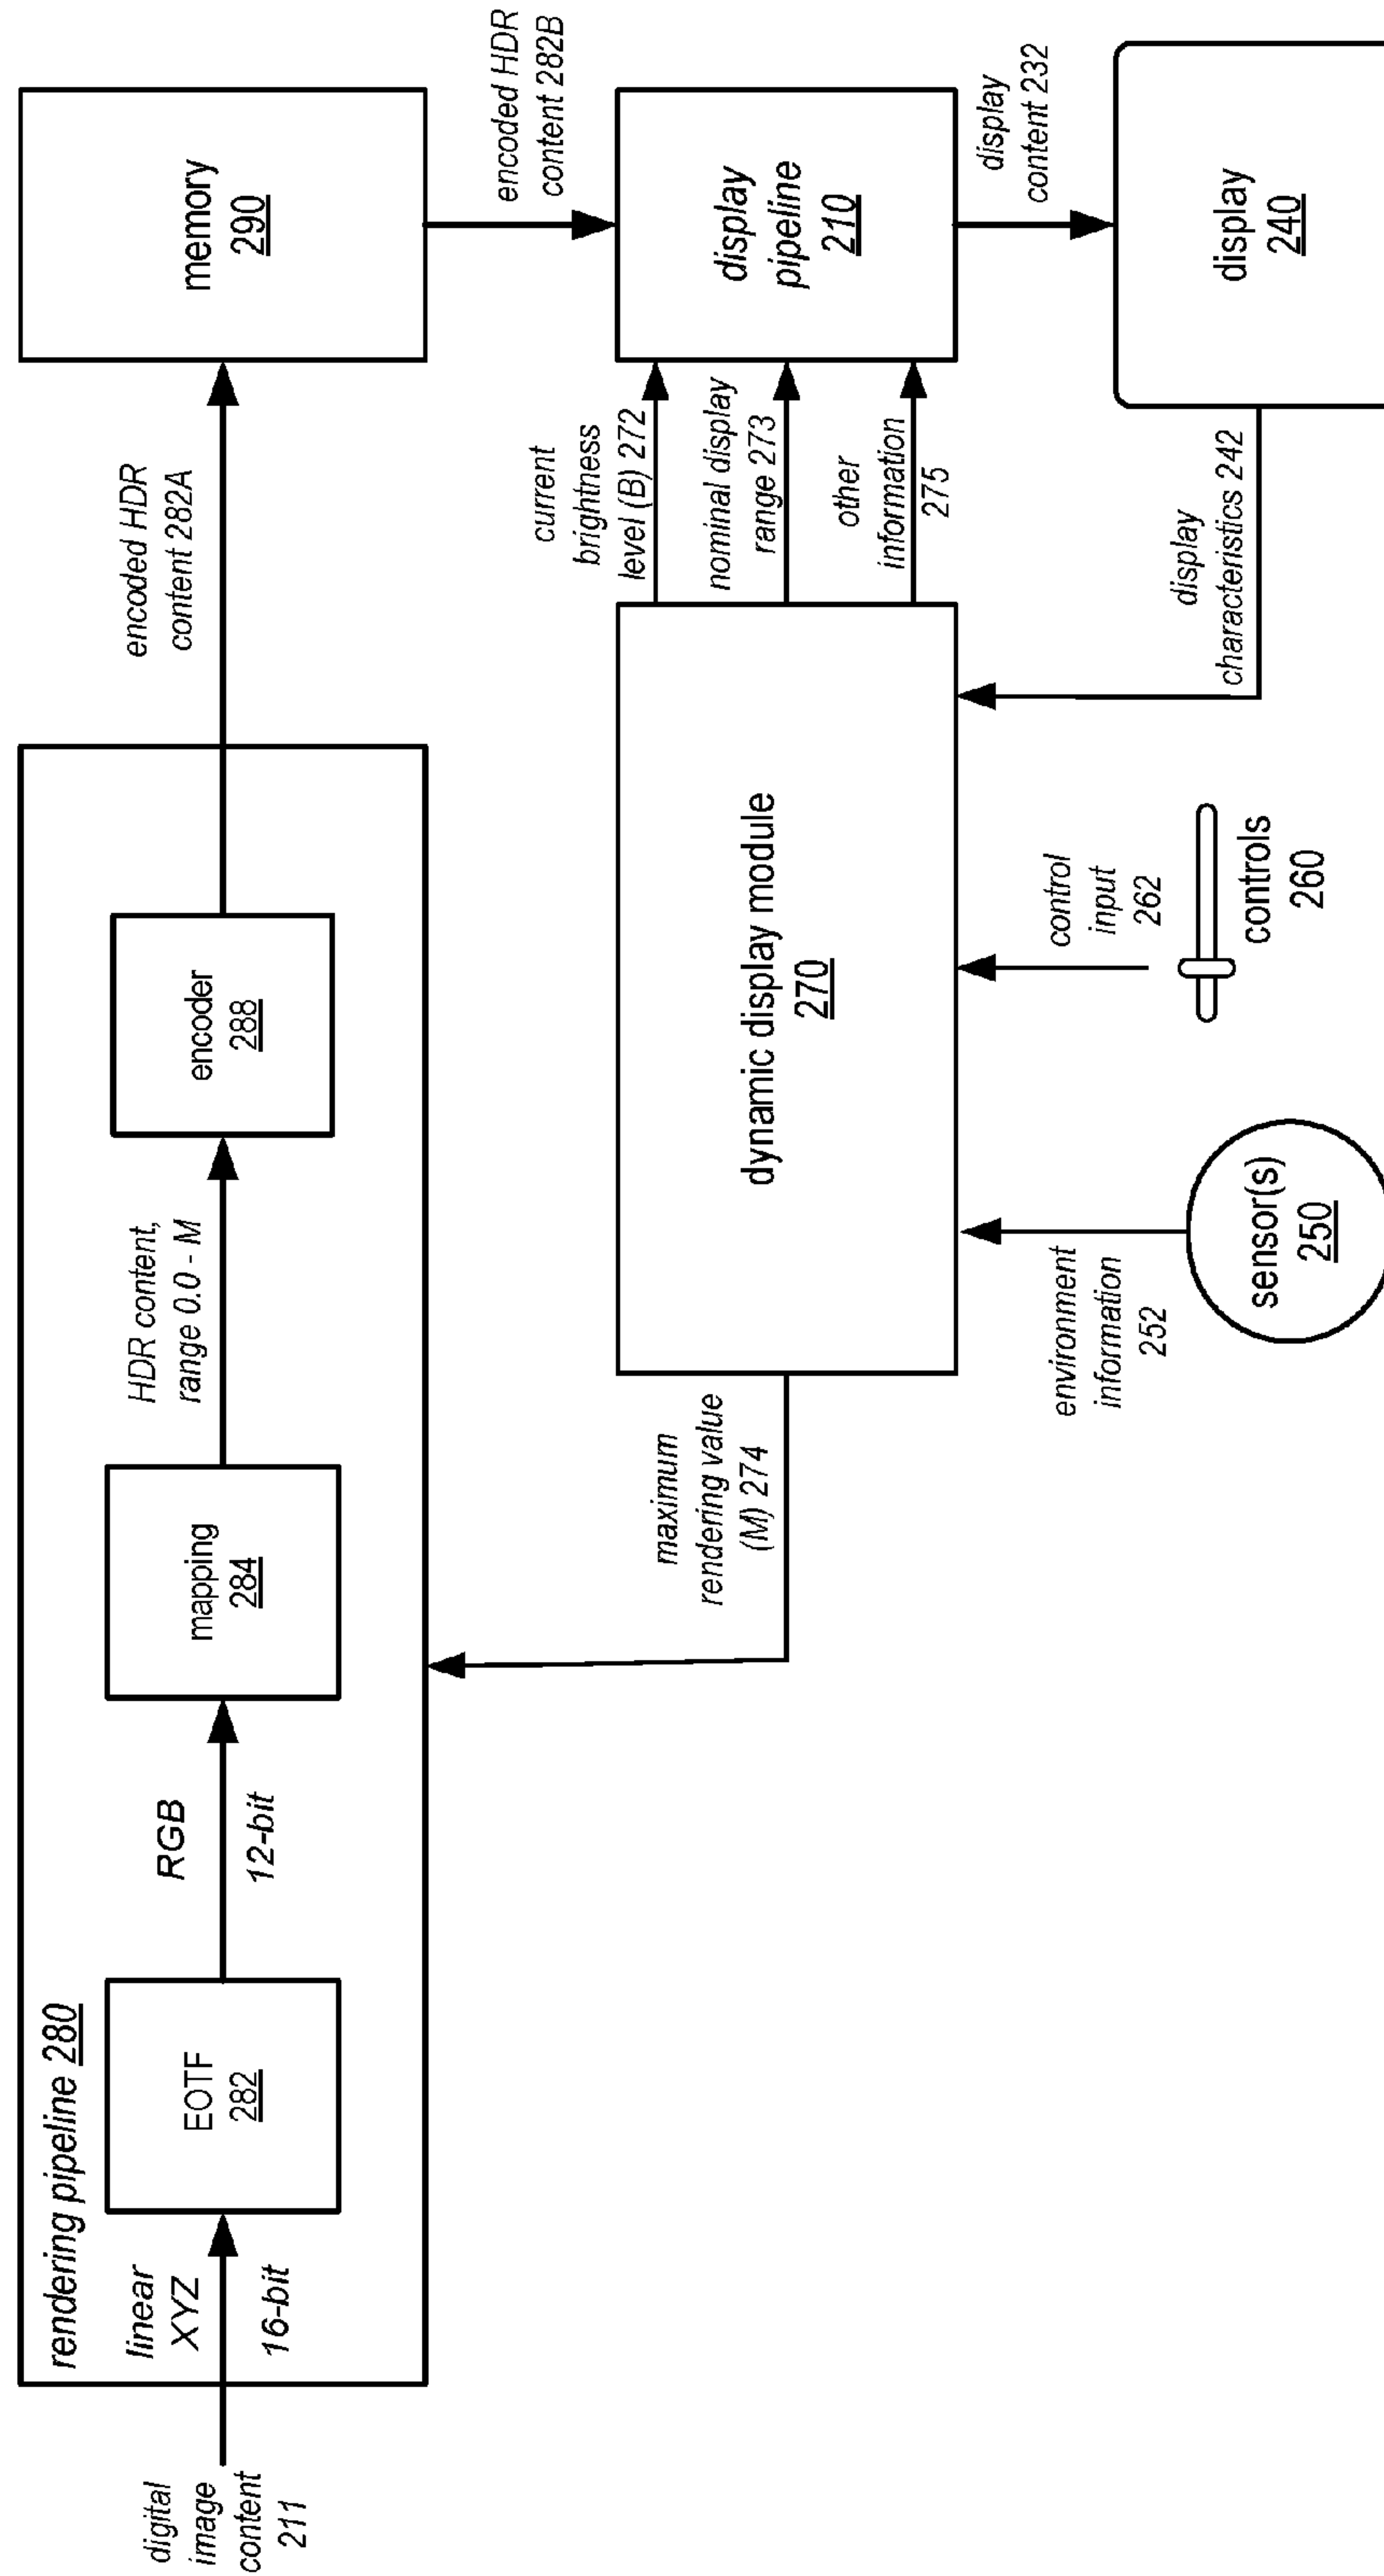 digital
image
content
211
rendering pipeline 280
linear
XYZ
16-bit
EOTF
282
RGB
12-bit
mapping
284
HDR content,
range 0.0 - M
encoder
288
encoded HDR
content 282A
memory
290
encoded HDR
content 282B
maximum
rendering value
(M) 274
dynamic display module
270
current
brightness
level (B) 272
nominal display
range 273
other
information
275
display
pipeline
210
display
content 232
environment
information
252
sensor(s)
250
control
input
262
controls
260
display
characteristics 242
display
240